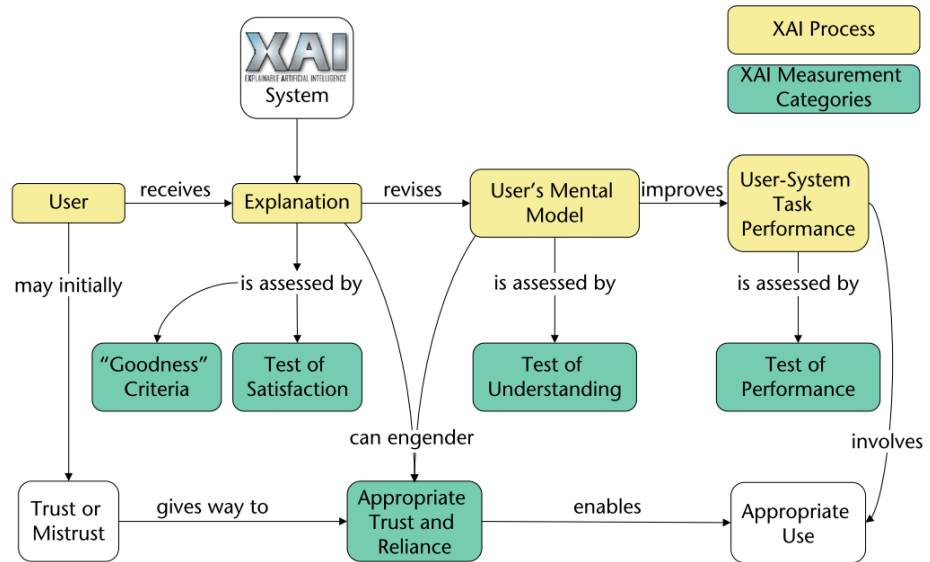 XAI
EXPLAINABLE ARTIFICIAL INTELLIGENCE
System
XAI Process
XAI Measurement
Categories
User
receives
Explanation
revises
User's Mental
Model
improves
User-System
Task
Performance
may initially
is assessed by
is assessed by
is assessed by
"Goodness"
Criteria
Test of
Satisfaction
Test of
Understanding
Test of
Performance
can engender
involves
Trust or
Mistrust
gives way to
Appropriate
Trust and
Reliance
enables
Appropriate
Use